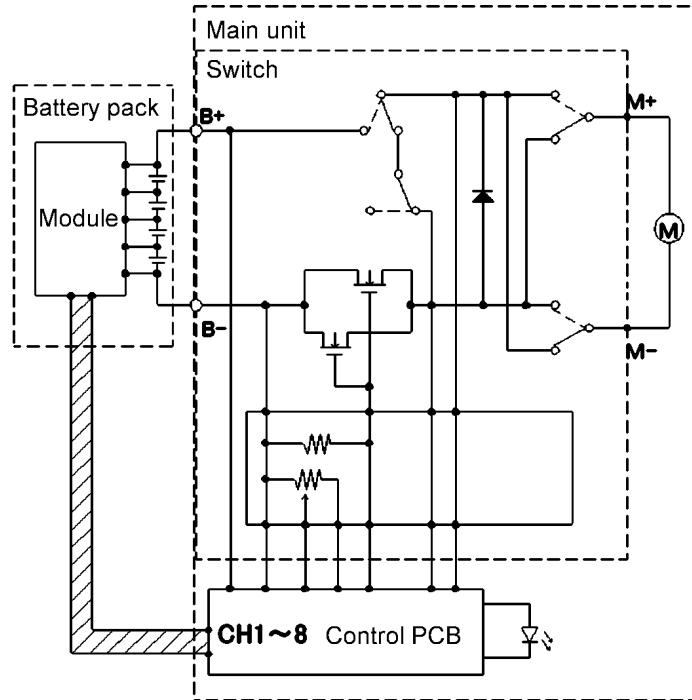 Main unit
Switch
Battery pack
B+
M+
Module
M
B−
M−
CH1～8 Control PCB